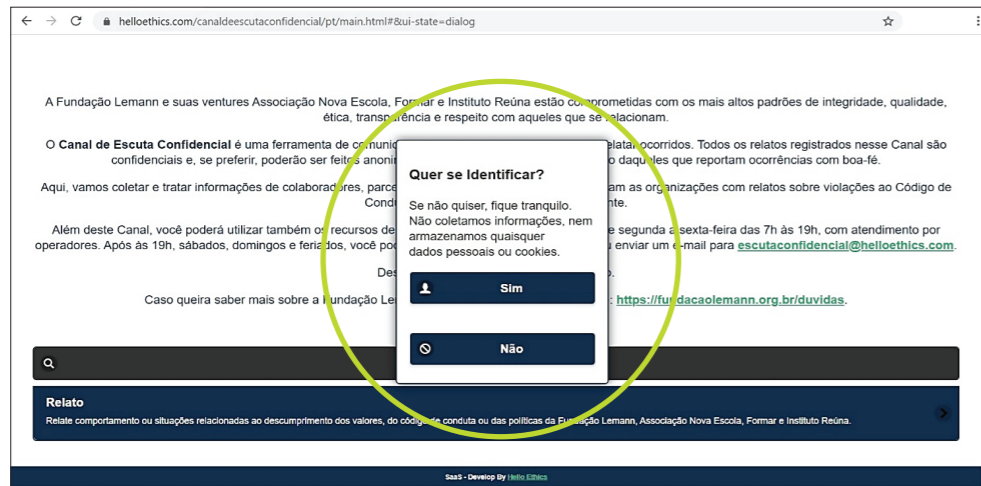 helloethics.com/canaldeescutaconfidencial/pt/main.html#&ui-state=dialog
A Fundação Lemann e suas ventures Associação Nova Escola, Formar e Instituto Reúna estão comprometidas com os mais altos padrões de integridade, qualidade,
ética, transparência e respeito com aqueles que se relacionam.
O Canal de Escuta Confidencial é uma ferramenta de comunic relatar ocorridos. Todos os relatos registrados nesse Canal são
confidenciais e, se preferir, poderão ser feitos anonin o daqueles que reportam ocorrências com boa-fé.
Aqui, vamos coletar e tratar informações de colaboradores, parce am as organizações com relatos sobre violações ao Código de
Condu nte.
Além deste Canal, você poderá utilizar também os recursos de e segunda a sexta-feira das 7h às 19h, com atendimento por
operadores. Após às 19h, sábados, domingos e feriados, você pod u enviar um e-mail para escutaconfidencial@helloethics.com.
Des o.
Caso queira saber mais sobre a Fundação Le : https://fundacaolemann.org.br/duvidas.
Quer se Identificar?
Se não quiser, fique tranquilo.
Não coletamos informações, nem
armazenamos quaisquer
dados pessoais ou cookies.
Sim
Não
Relato
Relate comportamento ou situações relacionadas ao descumprimento dos valores, do código de conduta ou das políticas da Fundação Lemann, Associação Nova Escola, Formar e Instituto Reúna.
SaaS - Develop By Hello Ethics